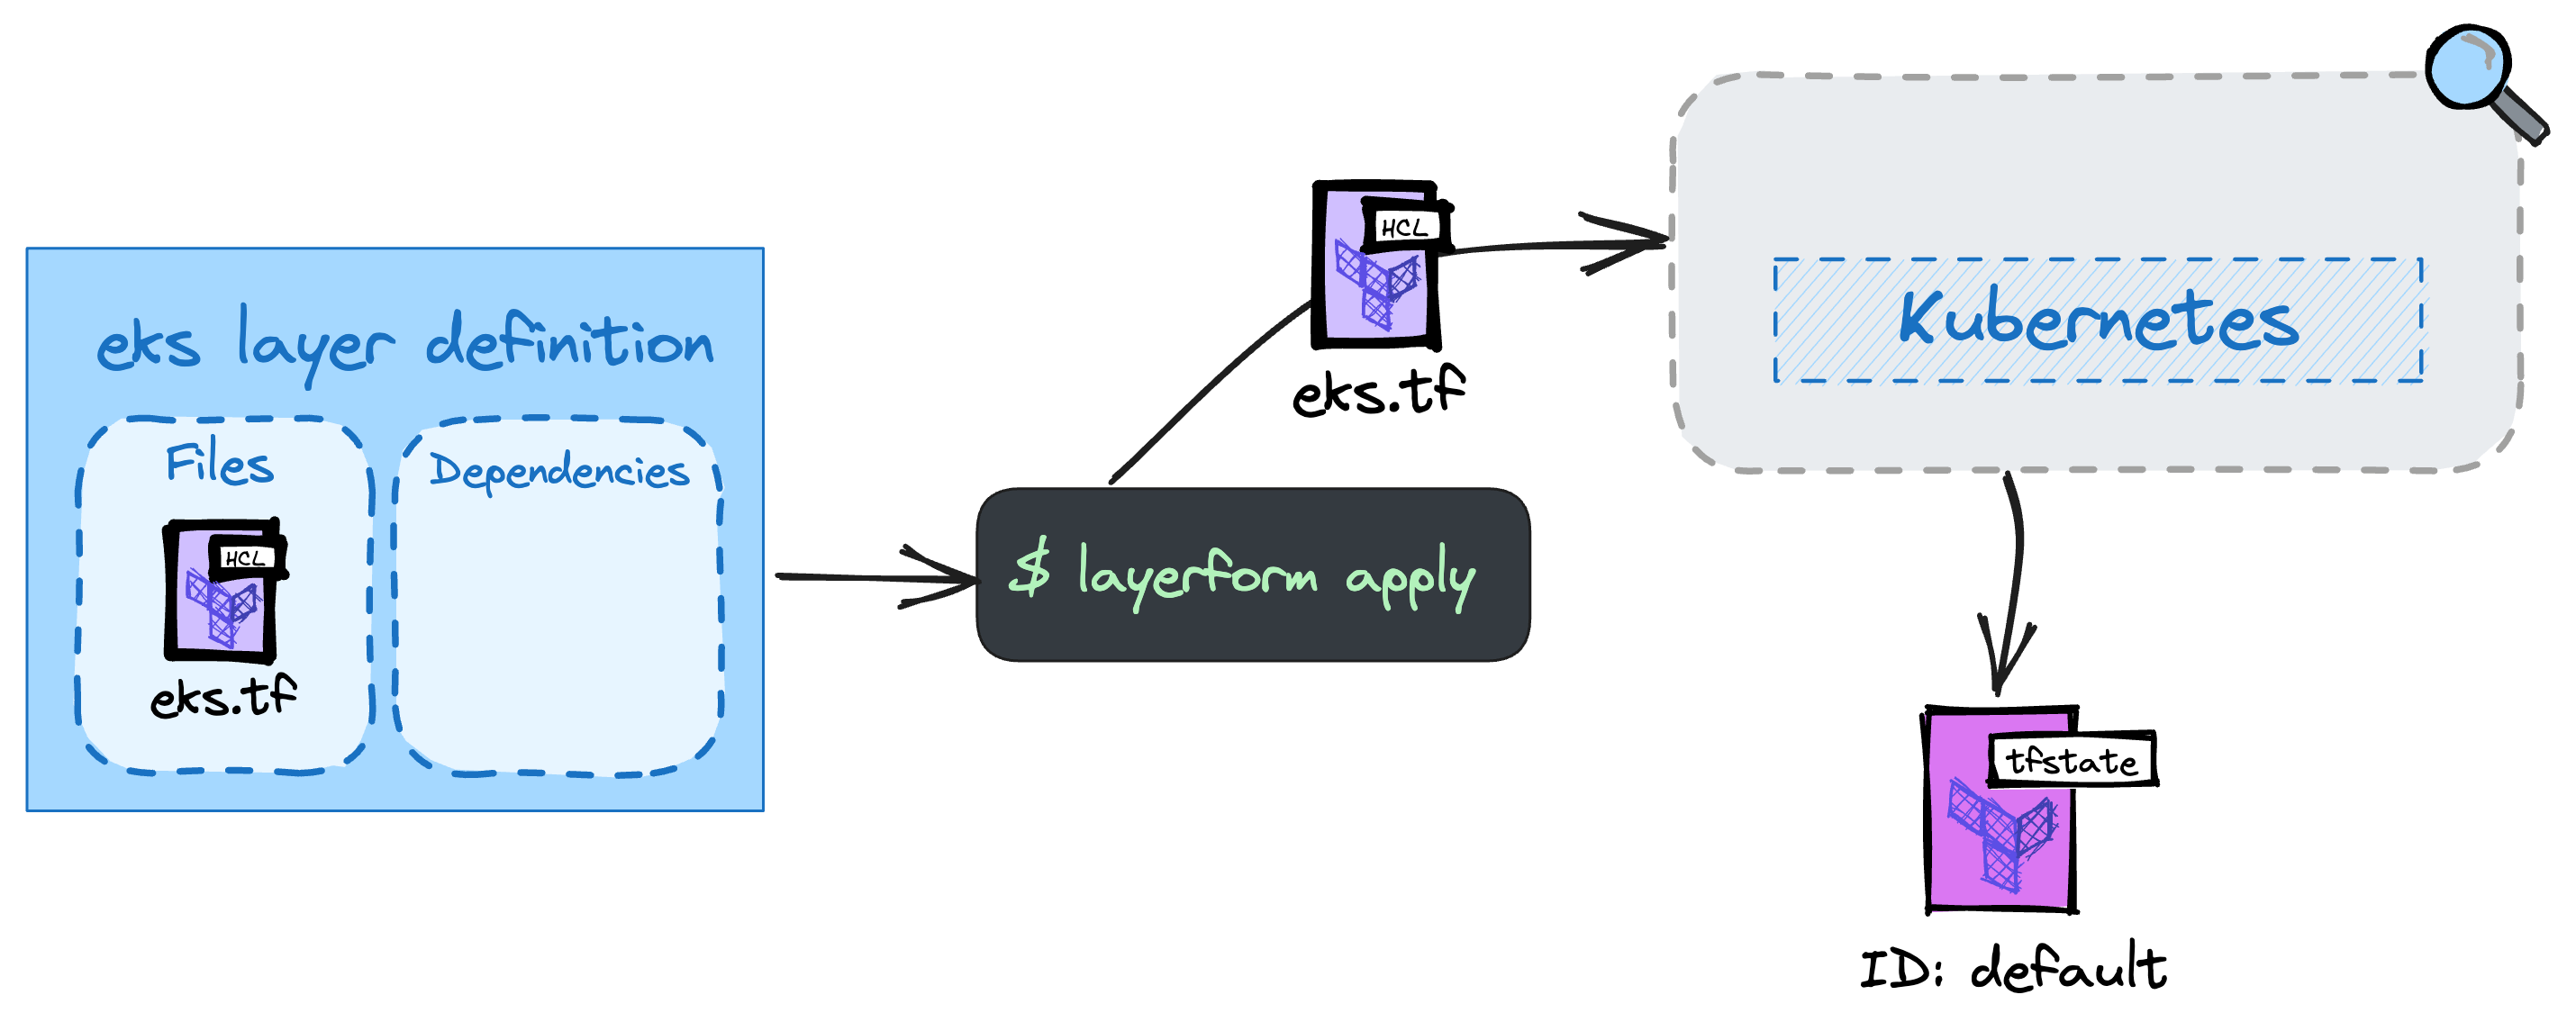 eks layer definition
Files
Dependencies
HCL
eks.tf
$ layerform apply
HCL
eks.tf
Kubernetes
tfstate
ID: default